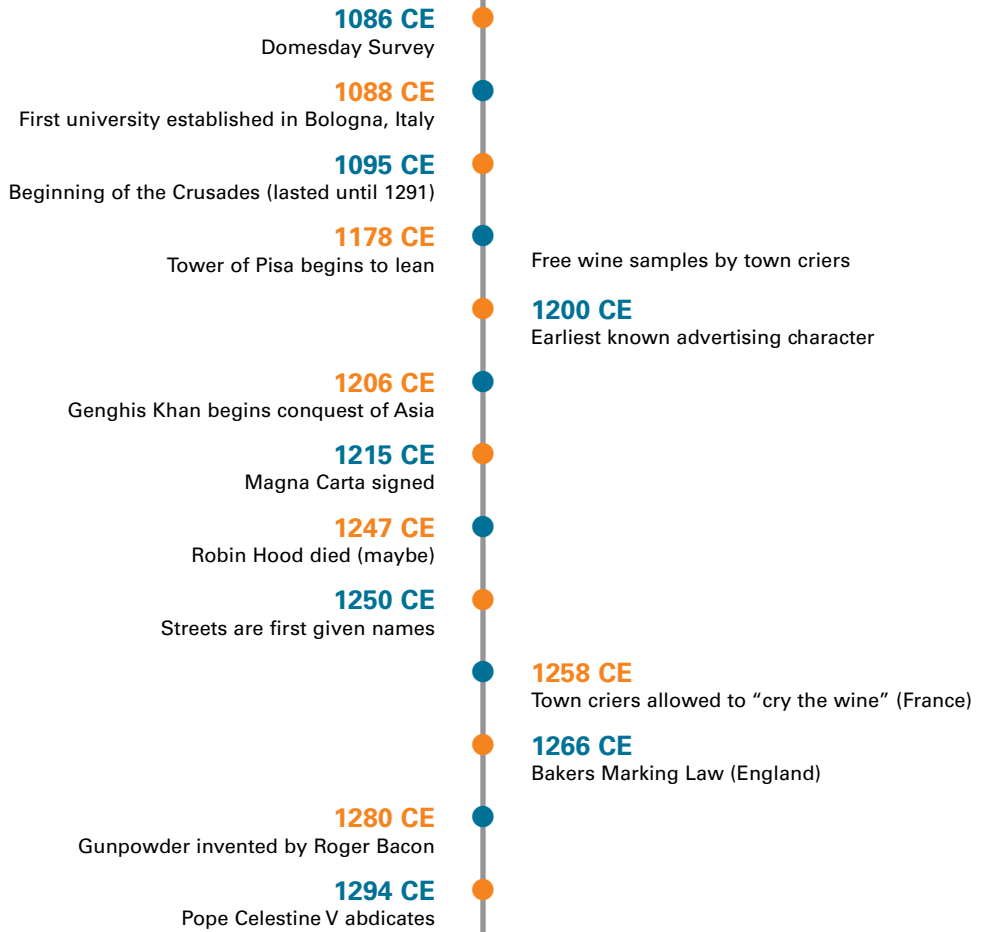 1086 CE
Domesday Survey
1088 CE
First university established in Bologna, Italy
1095 CE
Beginning of the Crusades (lasted until 1291)
1178 CE
Tower of Pisa begins to lean
Free wine samples by town criers
1200 CE
Earliest known advertising character
1206 CE
Genghis Khan begins conquest of Asia
1215 CE
Magna Carta signed
1247 CE
Robin Hood died (maybe)
1250 CE
Streets are first given names
1258 CE
Town criers allowed to “cry the wine” (France)
1266 CE
Bakers Marking Law (England)
1280 CE
Gunpowder invented by Roger Bacon
1294 CE
Pope Celestine V abdicates